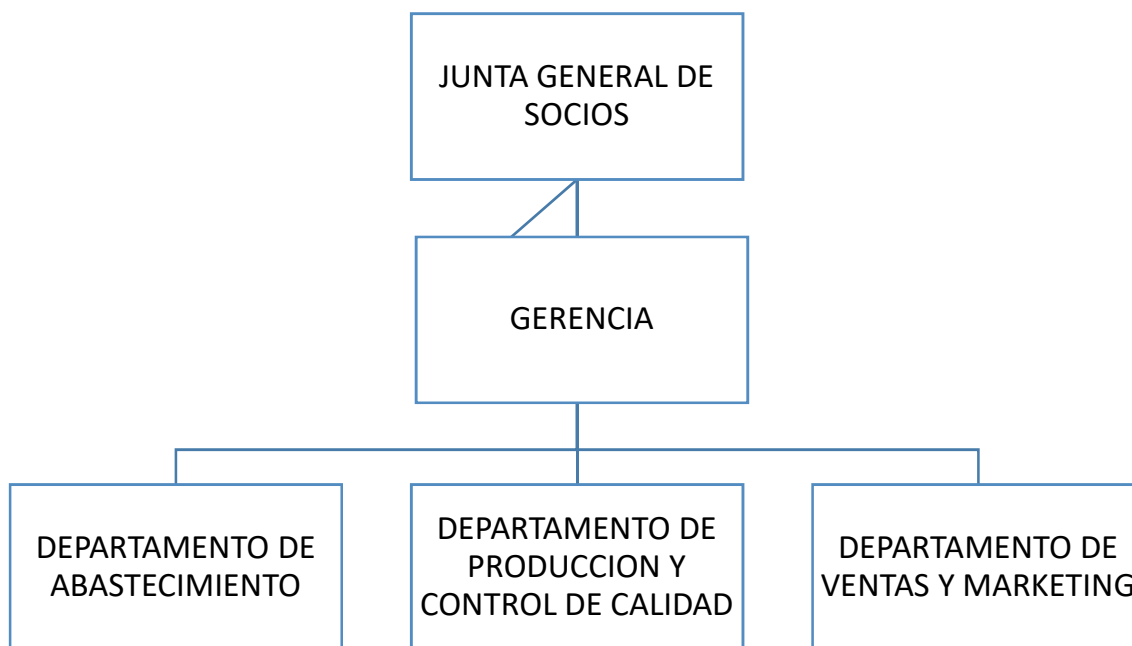 JUNTA GENERAL DE
SOCIOS
GERENCIA
DEPARTAMENTO DE
ABASTECIMIENTO
DEPARTAMENTO DE
PRODUCCION Y
CONTROL DE CALIDAD
DEPARTAMENTO DE
VENTAS Y MARKETING